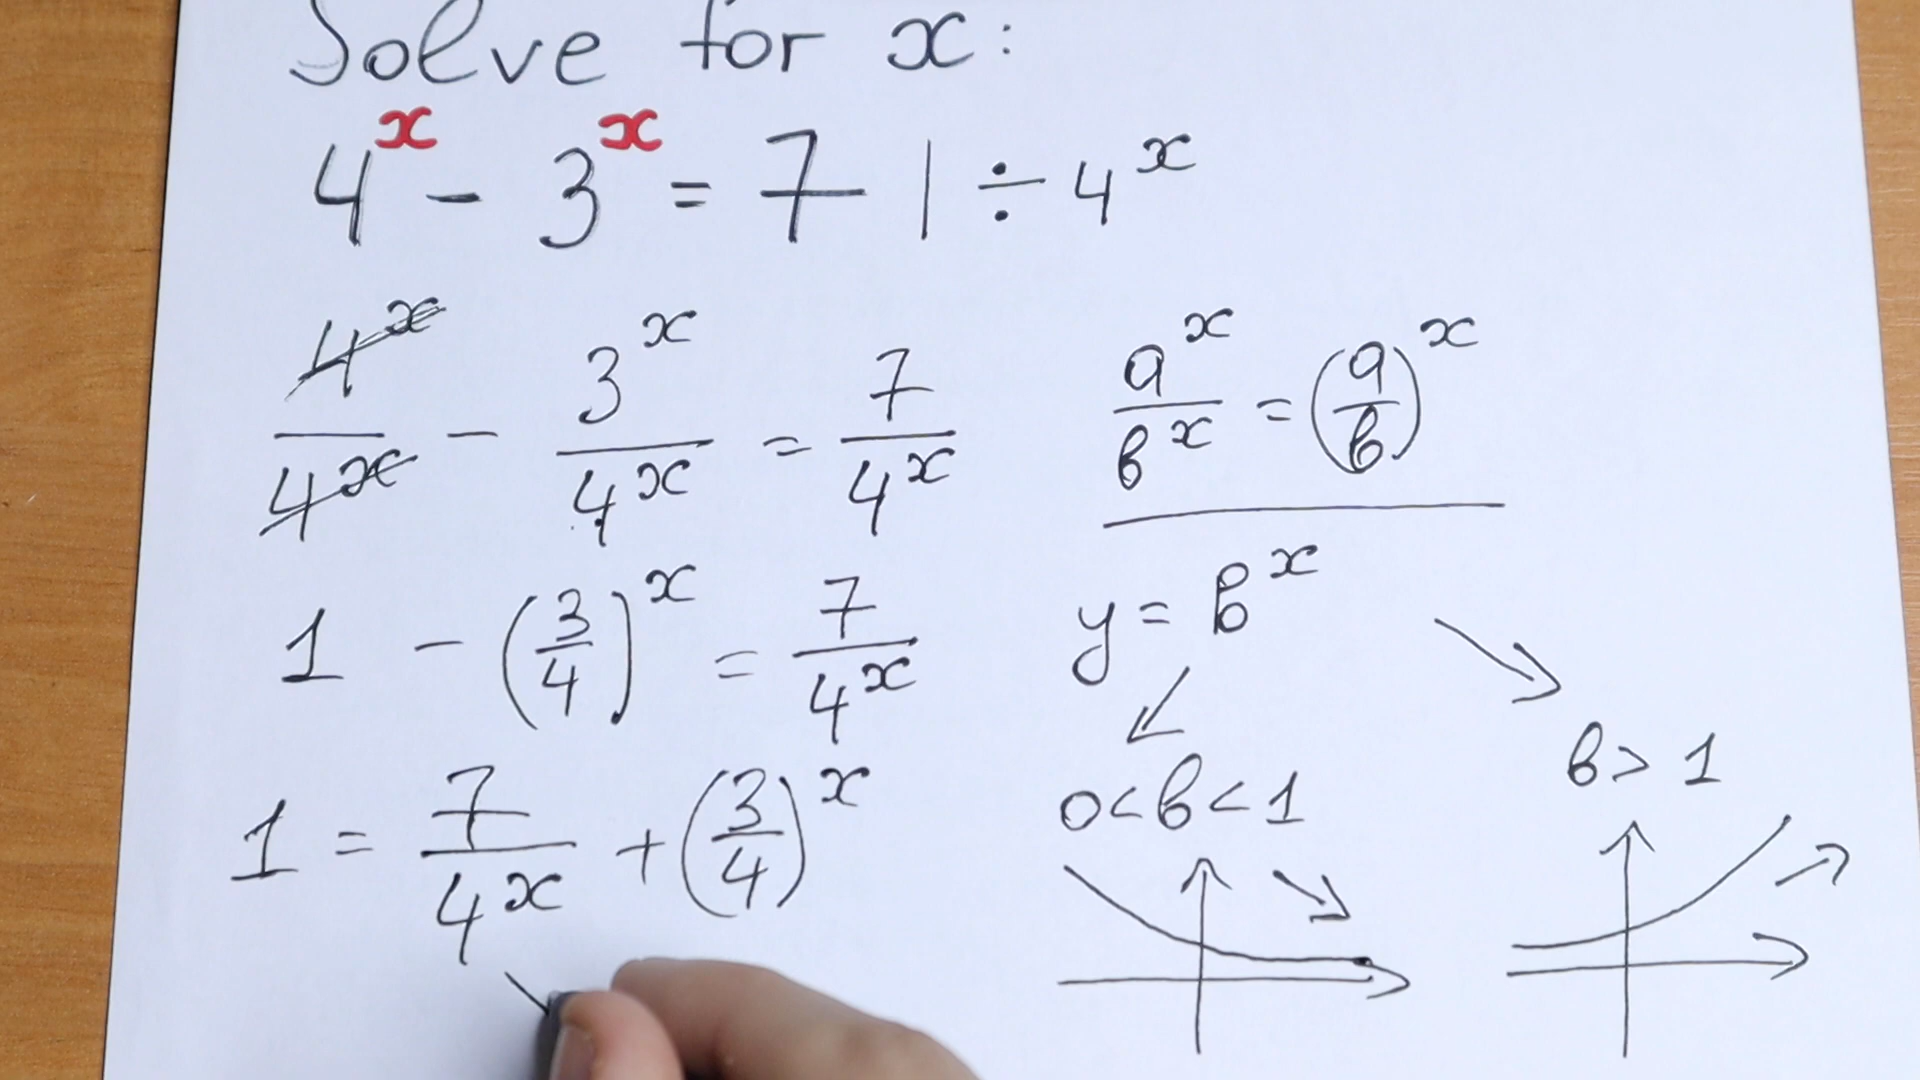 Solve for x:
4^x - 3^x = 7 | ÷ 4^x
4^x/4^x - 3^x/4^x = 7/4^x
1 - (3/4)^x = 7/4^x
1 = 7/4^x + (3/4)^x
a^x/b^x = (a/b)^x
y = b^x
0<b<1
b>1